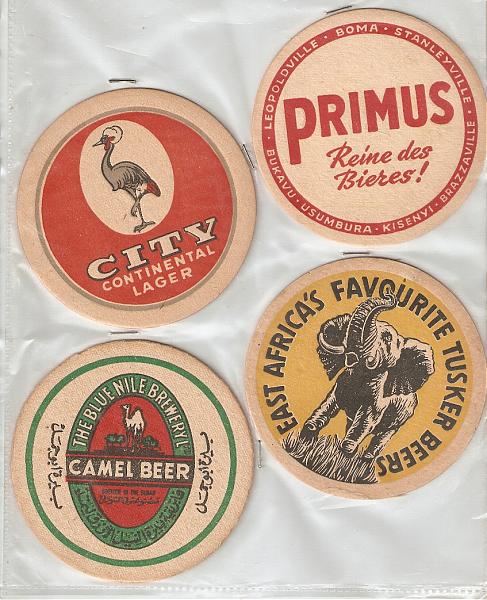 CITY
CONTINENTAL
LAGER
LEOPOLDVILLE · BOMA · STANLEYVILLE · BRAZZAVILLE · KISENYI · USUMBURA · BUKAVU ·
PRIMUS
Reine des
Bieres!
THE BLUE NILE BREWERY
CAMEL BEER
EAST AFRICA'S FAVOURITE TUSKER BEERS